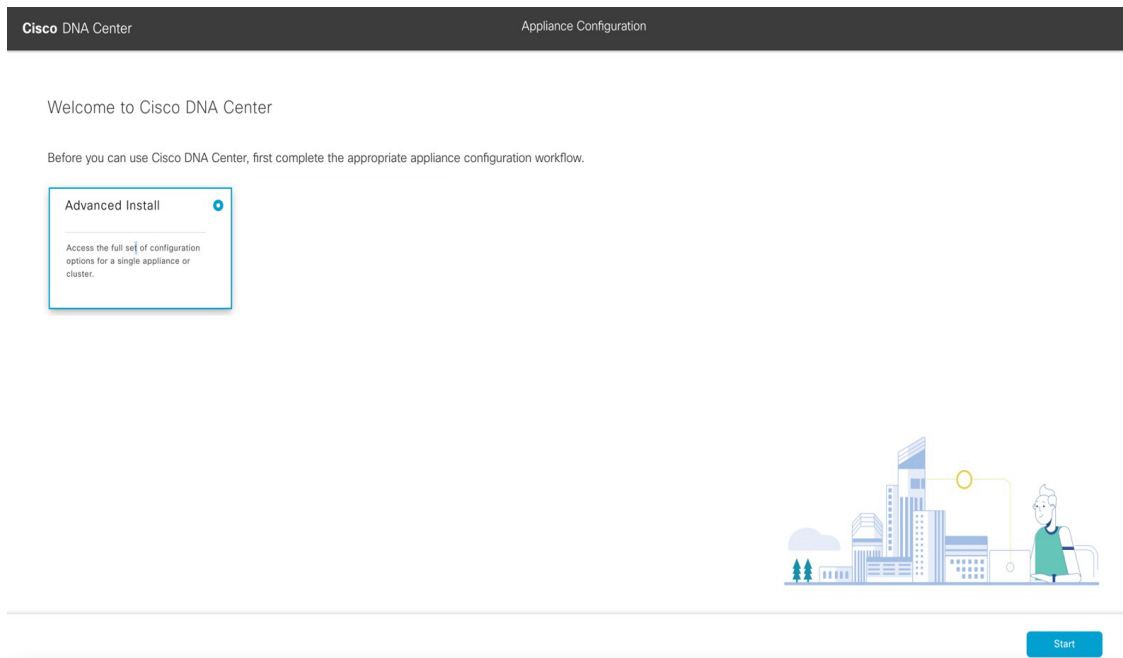 Cisco DNA Center
Appliance Configuration
Welcome to Cisco DNA Center
Before you can use Cisco DNA Center, first complete the appropriate appliance configuration workflow.
Advanced Install
Access the full set of configuration
options for a single appliance or
cluster.
Start